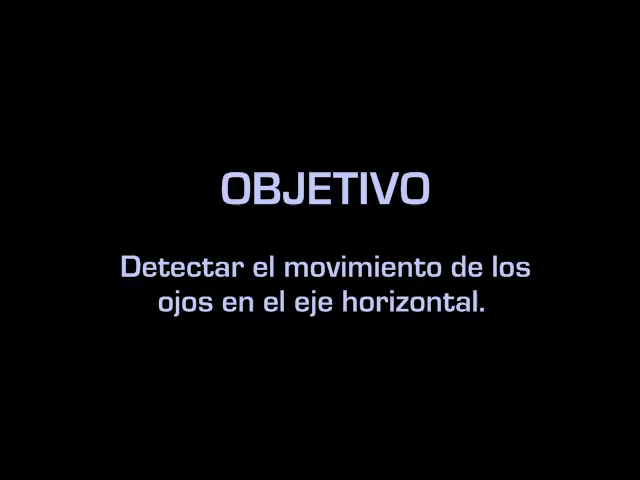 OBJETIVO
Detectar el movimiento de los
ojos en el eje horizontal.